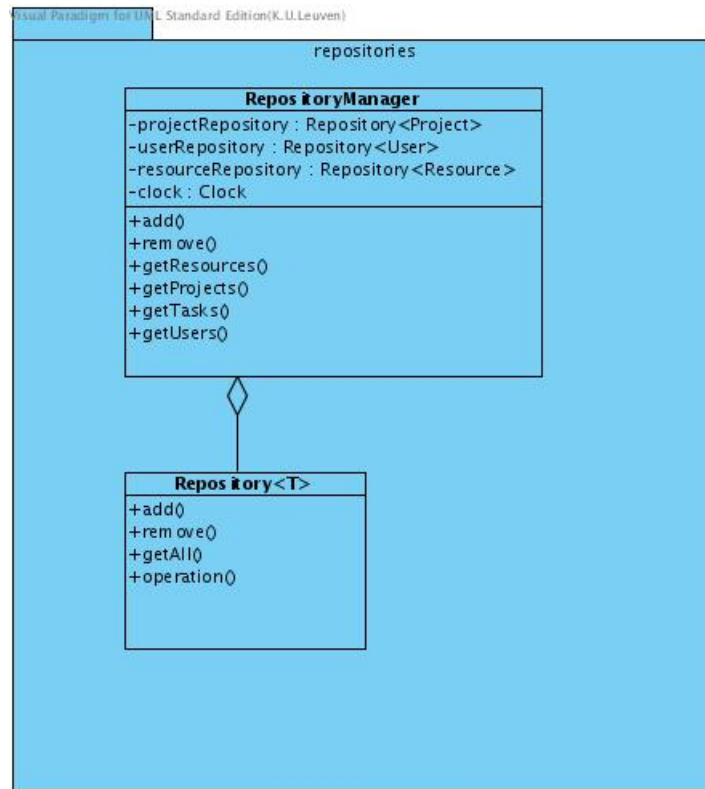 Visual Paradigm for UML Standard Edition(K.U.Leuven)
repositories
RepositoryManager
-projectRepository : Repository<Project>
-userRepository : Repository<User>
-resourceRepository : Repository<Resource>
-clock : Clock
+add()
+remove()
+getResources()
+getProjects()
+getTasks()
+getUsers()
Repository<T>
+add()
+remove()
+getAll()
+operation()